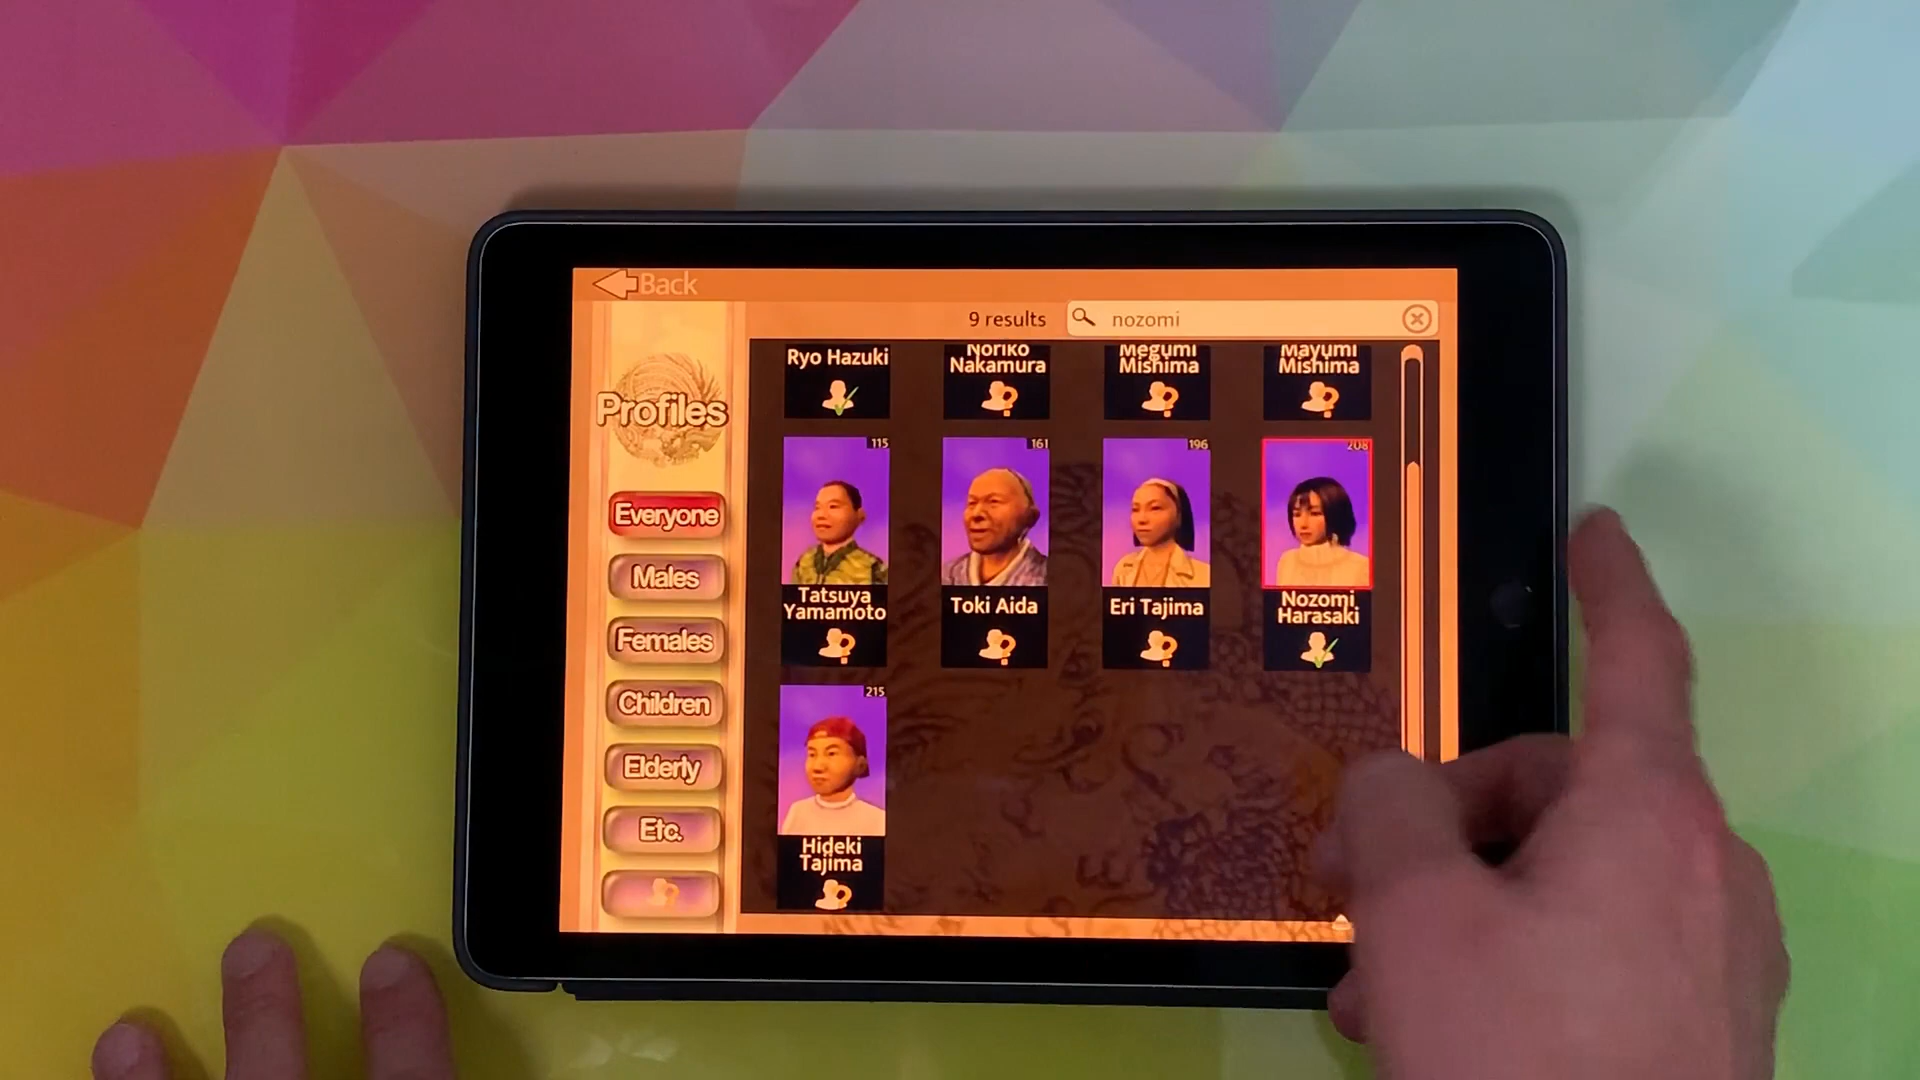 Back
9 results
nozomi
Profiles
Everyone
Males
Females
Children
Elderly
Etc.
Ryo Hazuki
Noriko
Nakamura
Megumi
Mishima
Mayumi
Mishima
115
161
196
208
Tatsuya
Yamamoto
Toki Aida
Eri Tajima
Nozomi
Harasaki
215
Hideki
Tajima